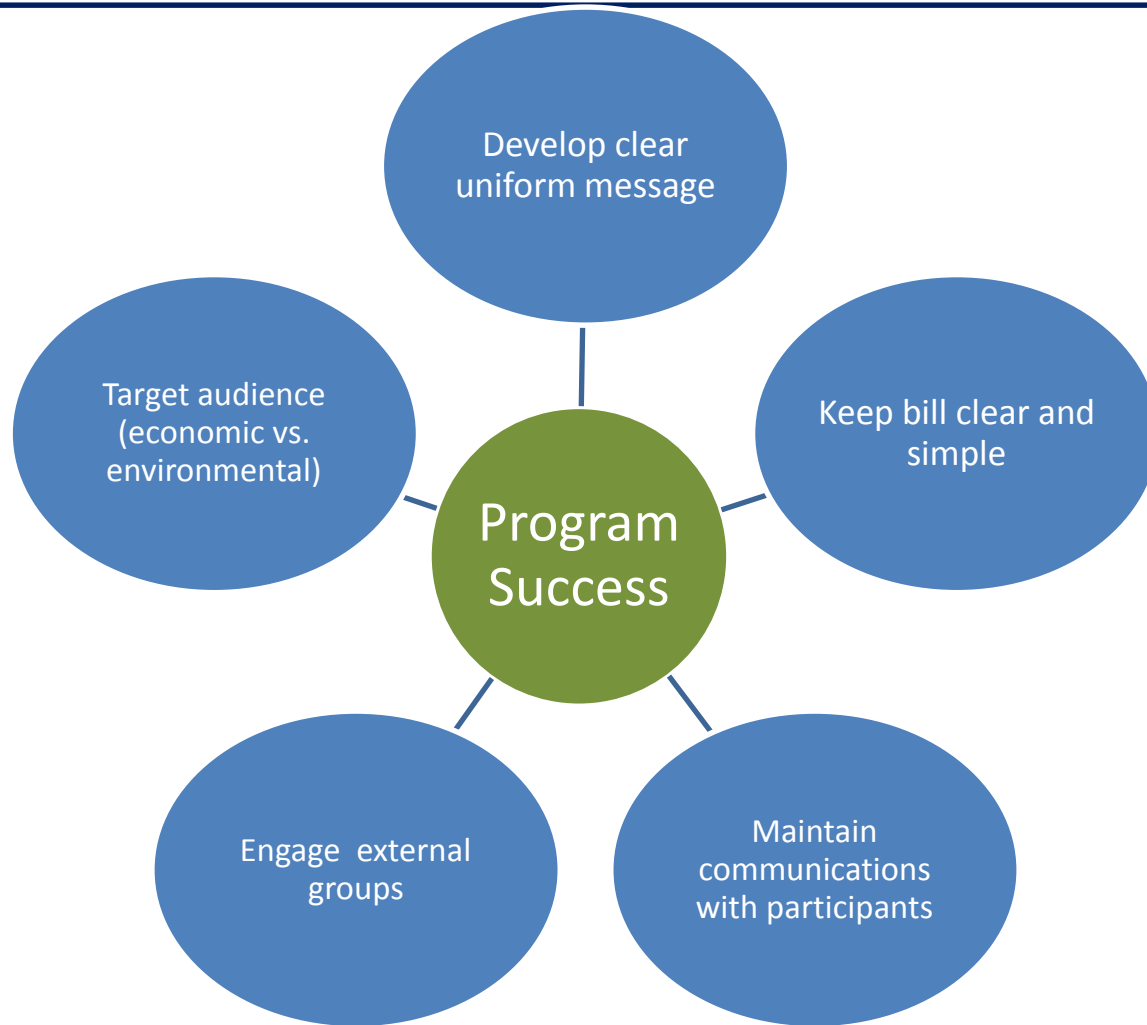 Develop clear
uniform message
Target audience
(economic vs.
environmental)
Keep bill clear and
simple
Program
Success
Engage external
groups
Maintain
communications
with participants